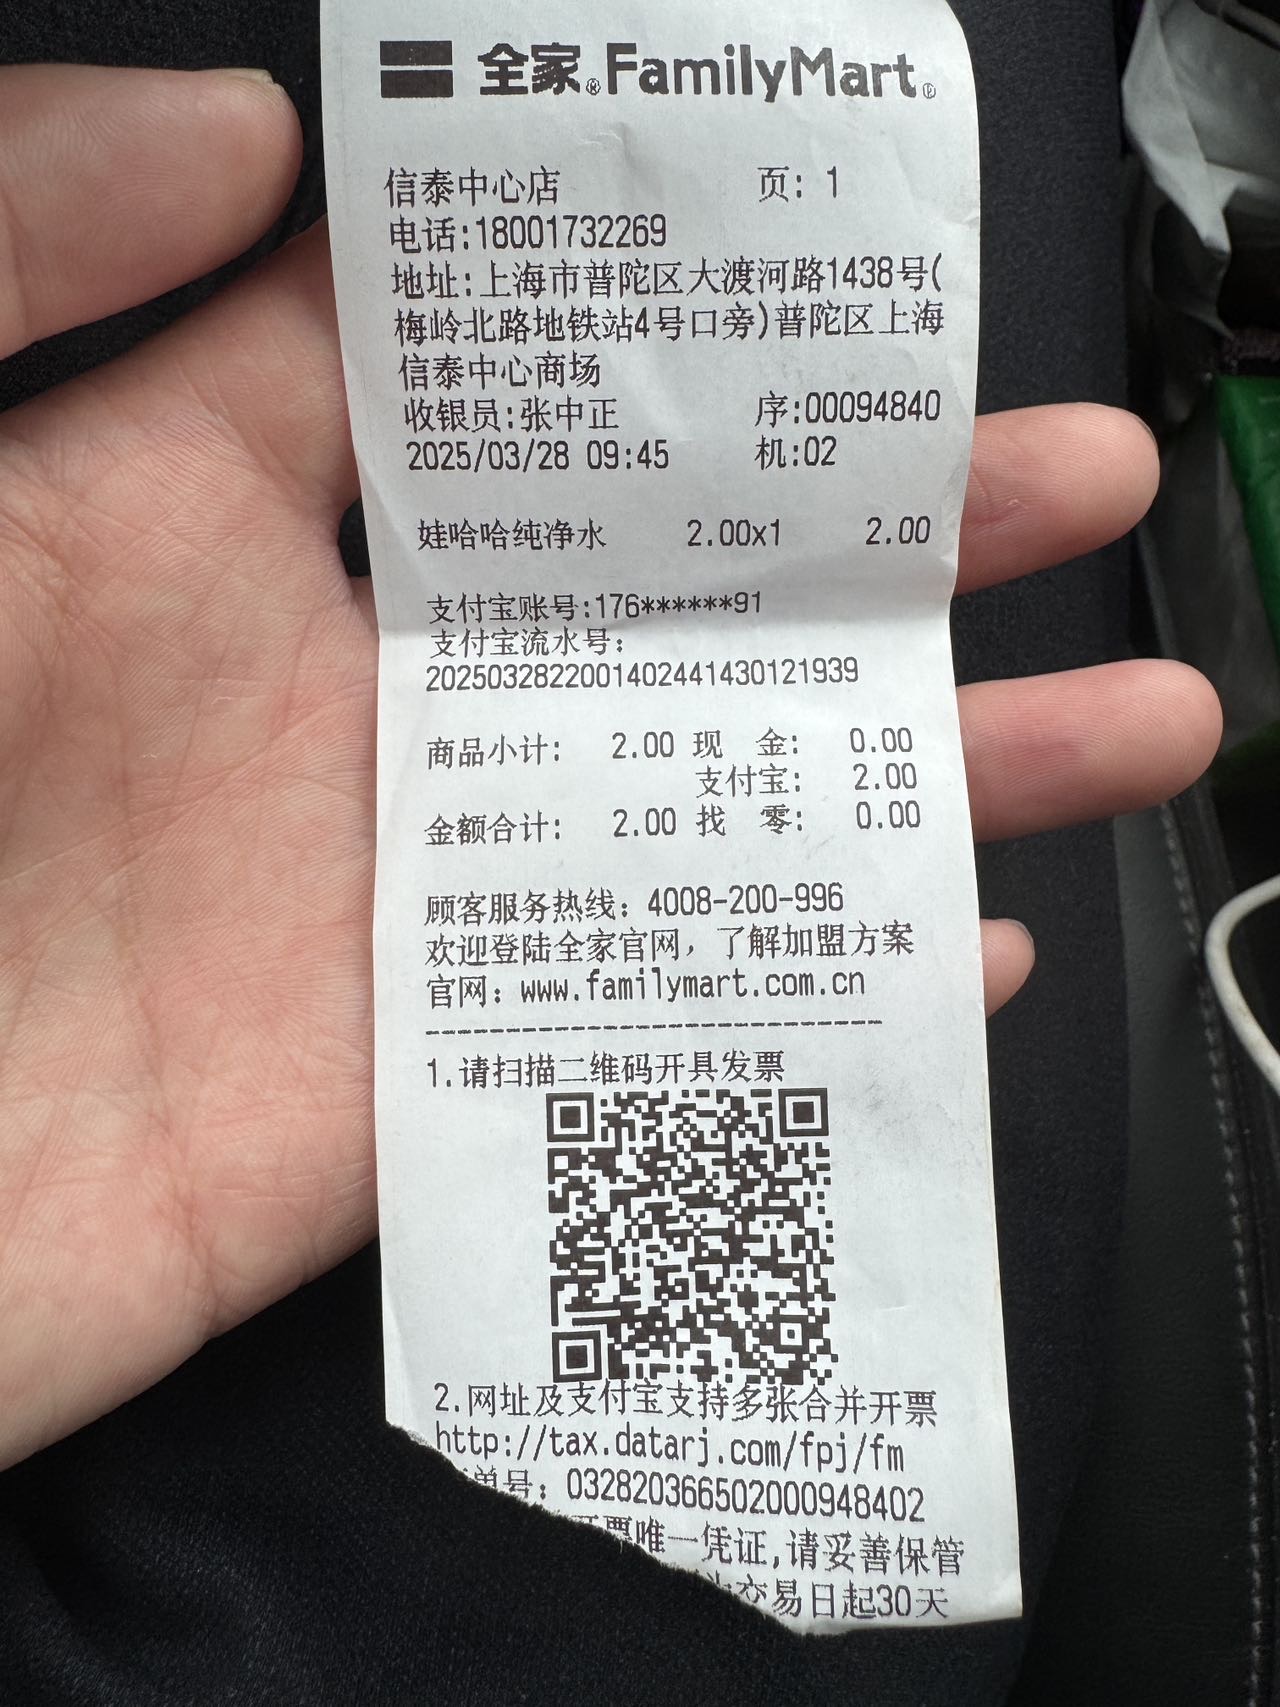 全家®FamilyMart®
信泰中心店 页: 1
电话:18001732269
地址:上海市普陀区大渡河路1438号(
梅岭北路地铁站4号口旁)普陀区上海
信泰中心商场
收银员:张中正 序:00094840
2025/03/28 09:45 机:02
娃哈哈纯净水 2.00x1 2.00
支付宝账号:176******91
支付宝流水号:
2025032822001402441430121939
商品小计: 2.00 现 金: 0.00
支付宝: 2.00
金额合计: 2.00 找 零: 0.00
顾客服务热线: 4008-200-996
欢迎登陆全家官网, 了解加盟方案
官网: www.familymart.com.cn
------------------------------
1.请扫描二维码开具发票
2.网址及支付宝支持多张合并开票
http://tax.datarj.com/fpj/fm
单号: 03282036650200094840​2
票唯一凭证,请妥善保管
交易日起30天